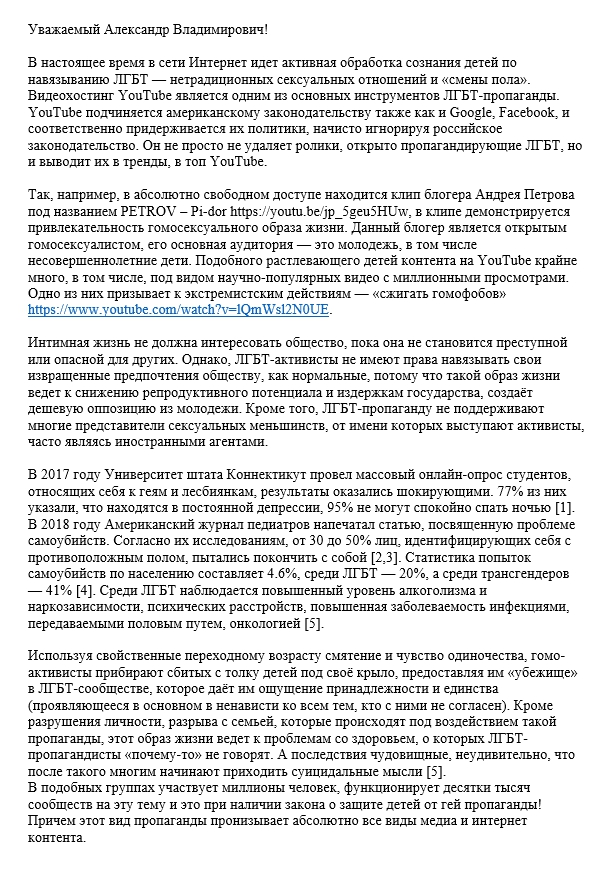 Уважаемый Александр Владимирович!
В настоящее время в сети Интернет идет активная обработка сознания детей по
навязыванию ЛГБТ — нетрадиционных сексуальных отношений и «смены пола».
Видеохостинг YouTube является одним из основных инструментов ЛГБТ-пропаганды.
YouTube подчиняется американскому законодательству также как и Google, Facebook, и
соответственно придерживается их политики, начисто игнорируя российское
законодательство. Он не просто не удаляет ролики, открыто пропагандирующие ЛГБТ, но
и выводит их в тренды, в топ YouTube.
Так, например, в абсолютно свободном доступе находится клип блогера Андрея Петрова
под названием PETROV – Pi-dor https://youtu.be/jp_5geu5HUw, в клипе демонстрируется
привлекательность гомосексуального образа жизни. Данный блогер является открытым
гомосексуалистом, его основная аудитория — это молодежь, в том числе
несовершеннолетние дети. Подобного растлевающего детей контента на YouTube крайне
много, в том числе, под видом научно-популярных видео с миллионными просмотрами.
Одно из них призывает к экстремистским действиям — «сжигать гомофобов»
https://www.youtube.com/watch?v=lQmWsl2N0UE.
Интимная жизнь не должна интересовать общество, пока она не становится преступной
или опасной для других. Однако, ЛГБТ-активисты не имеют права навязывать свои
извращенные предпочтения обществу, как нормальные, потому что такой образ жизни
ведет к снижению репродуктивного потенциала и издержкам государства, создаёт
дешевую оппозицию из молодежи. Кроме того, ЛГБТ-пропаганду не поддерживают
многие представители сексуальных меньшинств, от имени которых выступают активисты,
часто являясь иностранными агентами.
В 2017 году Университет штата Коннектикут провел массовый онлайн-опрос студентов,
относящих себя к геям и лесбиянкам, результаты оказались шокирующими. 77% из них
указали, что находятся в постоянной депрессии, 95% не могут спокойно спать ночью [1].
В 2018 году Американский журнал педиатров напечатал статью, посвященную проблеме
самоубийств. Согласно их исследованиям, от 30 до 50% лиц, идентифицирующих себя с
противоположным полом, пытались покончить с собой [2,3]. Статистика попыток
самоубийств по населению составляет 4.6%, среди ЛГБТ — 20%, а среди трансгендеров
— 41% [4]. Среди ЛГБТ наблюдается повышенный уровень алкоголизма и
наркозависимости, психических расстройств, повышенная заболеваемость инфекциями,
передаваемыми половым путем, онкологией [5].
Используя свойственные переходному возрасту смятение и чувство одиночества, гомо-
активисты прибирают сбитых с толку детей под своё крыло, предоставляя им «убежище»
в ЛГБТ-сообществе, которое даёт им ощущение принадлежности и единства
(проявляющееся в основном в ненависти ко всем тем, кто с ними не согласен). Кроме
разрушения личности, разрыва с семьей, которые происходят под воздействием такой
пропаганды, этот образ жизни ведет к проблемам со здоровьем, о которых ЛГБТ-
пропагандисты «почему-то» не говорят. А последствия чудовищные, неудивительно, что
после такого многим начинают приходить суицидальные мысли [5].
В подобных группах участвует миллионы человек, функционирует десятки тысяч
сообществ на эту тему и это при наличии закона о защите детей от гей пропаганды!
Причем этот вид пропаганды пронизывает абсолютно все виды медиа и интернет
контента.